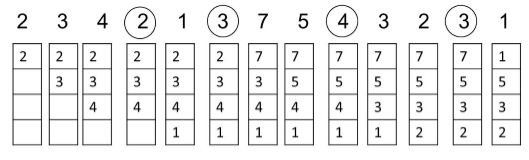 2 3 4 2 1 3 7 5 4 3 2 3 1
2 2 2 2 2 2 7 7 7 7 7 7 1
3 3 3 3 3 3 5 5 5 5 5 5
4 4 4 4 4 4 4 3 3 3 3
1 1 1 1 1 1 2 2 2